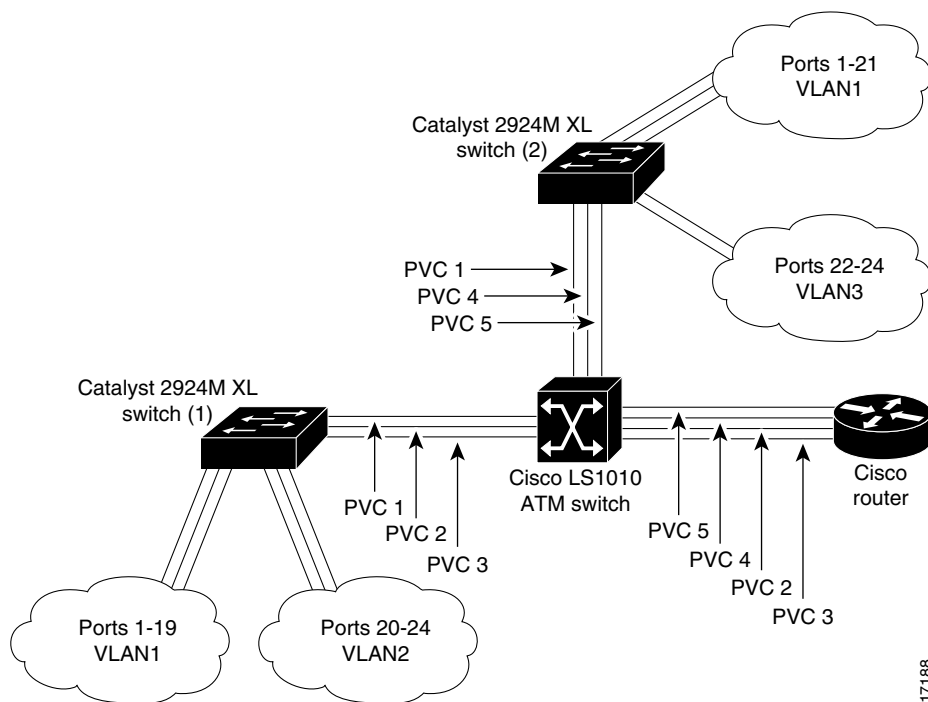 Ports 1-21
VLAN1
Catalyst 2924M XL
switch (2)
Ports 22-24
VLAN3
PVC 1
PVC 4
PVC 5
Catalyst 2924M XL
switch (1)
Cisco LS1010
ATM switch
Cisco
router
PVC 1
PVC 2
PVC 3
PVC 5
PVC 4
PVC 2
PVC 3
Ports 1-19
VLAN1
Ports 20-24
VLAN2
17188